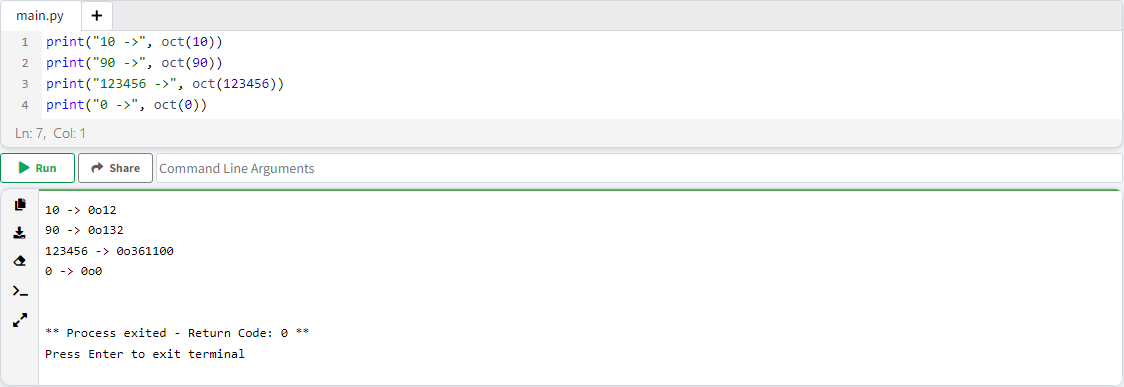 main.py +
1 print("10 ->", oct(10))
2 print("90 ->", oct(90))
3 print("123456 ->", oct(123456))
4 print("0 ->", oct(0))
Ln: 7, Col: 1
Run Share Command Line Arguments
10 -> 0o12
90 -> 0o132
123456 -> 0o361100
0 -> 0o0
** Process exited - Return Code: 0 **
Press Enter to exit terminal